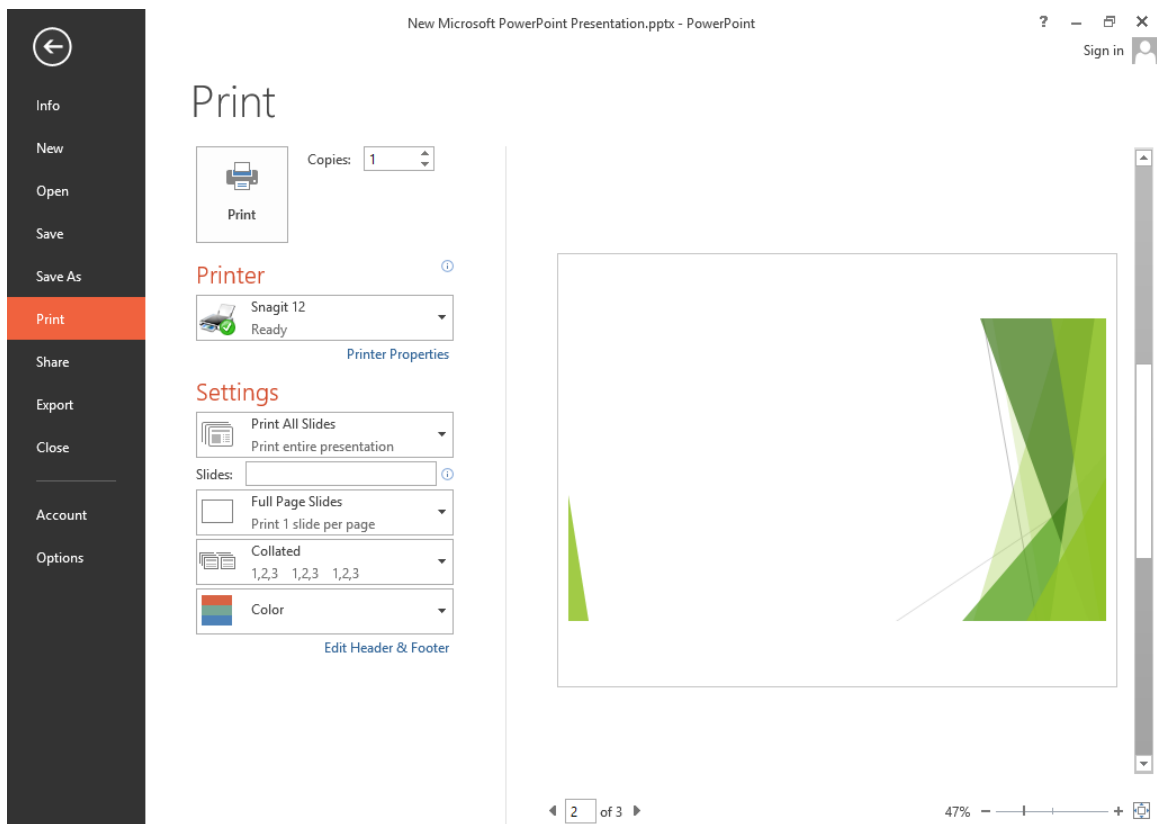 New Microsoft PowerPoint Presentation.pptx - PowerPoint
?
Sign in
Info
New
Open
Save
Save As
Print
Share
Export
Close
Account
Options
Print
Copies: 1
Print
Printer
Snagit 12
Ready
Printer Properties
Settings
Print All Slides
Print entire presentation
Slides:
Full Page Slides
Print 1 slide per page
Collated
1,2,3 1,2,3 1,2,3
Color
Edit Header & Footer
2 of 3
47%